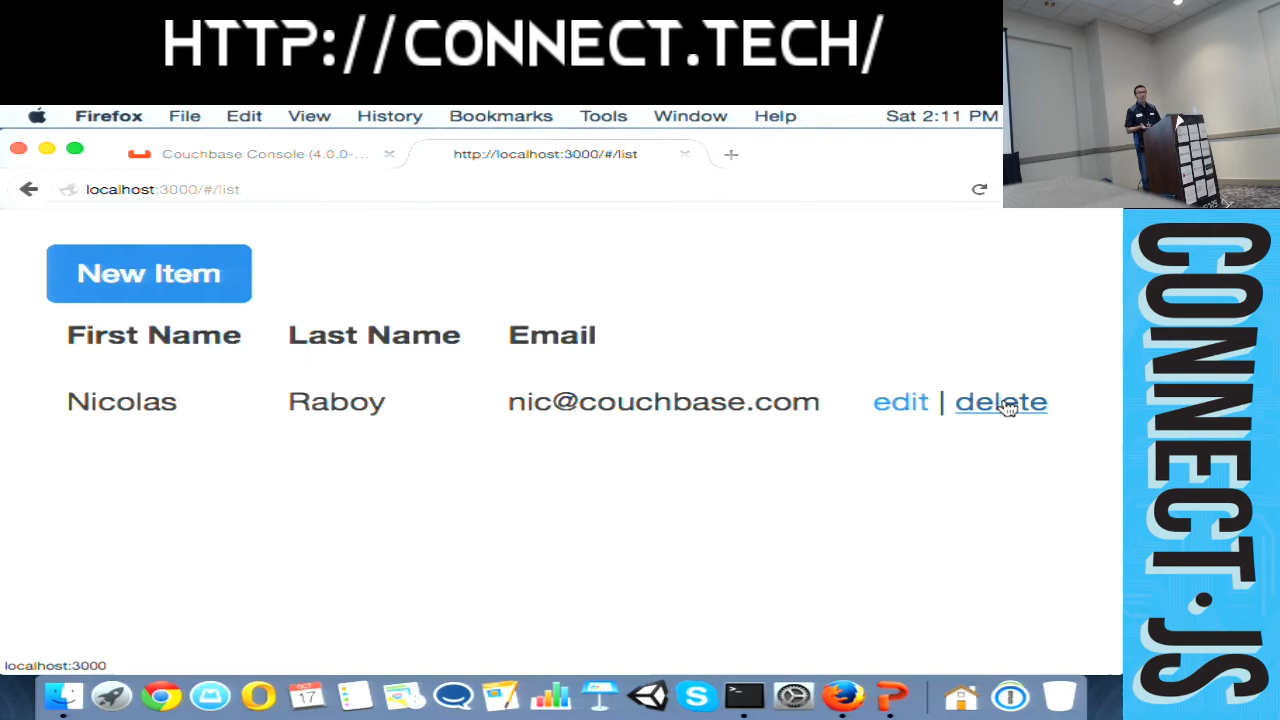 HTTP://CONNECT.TECH/
Firefox File Edit View History Bookmarks Tools Window Help Sat 2:11 PM
Couchbase Console (4.0.0-... http://localhost:3000/#/list
localhost:3000/#/list
New Item
First Name Last Name Email
Nicolas Raboy nic@couchbase.com edit | delete
localhost:3000
OCT
17
CONNECT.JS